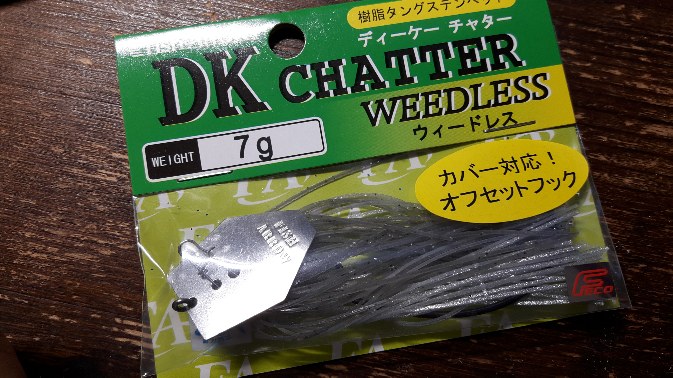 樹脂タングステンヘッド
ディーケー チャター
DK CHATTER
WEEDLESS
ウィードレス
WEIGHT 7g
カバー対応!
オフセットフック
FISH
ARROW